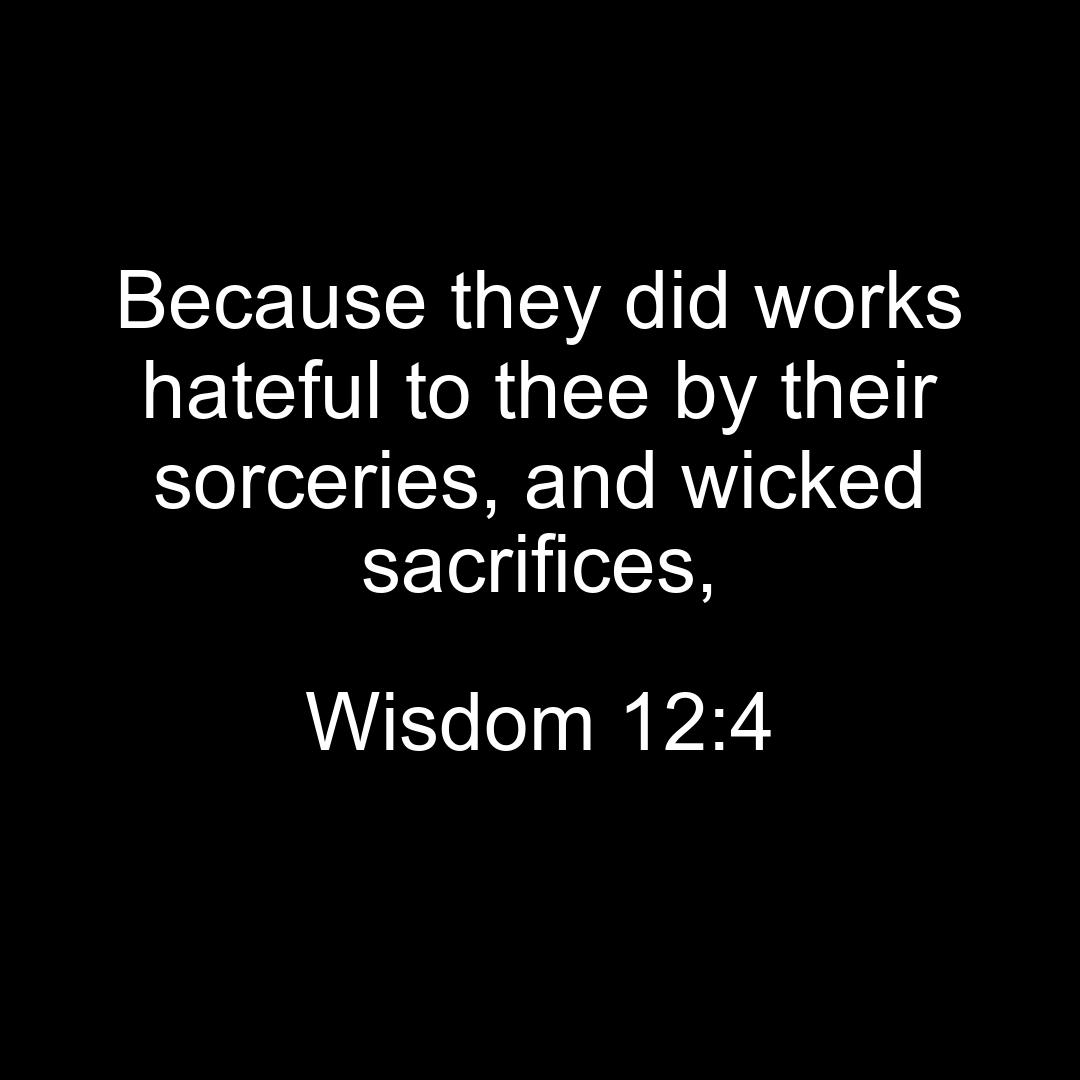 Because they did works
hateful to thee by their
sorceries, and wicked
sacrifices,
Wisdom 12:4